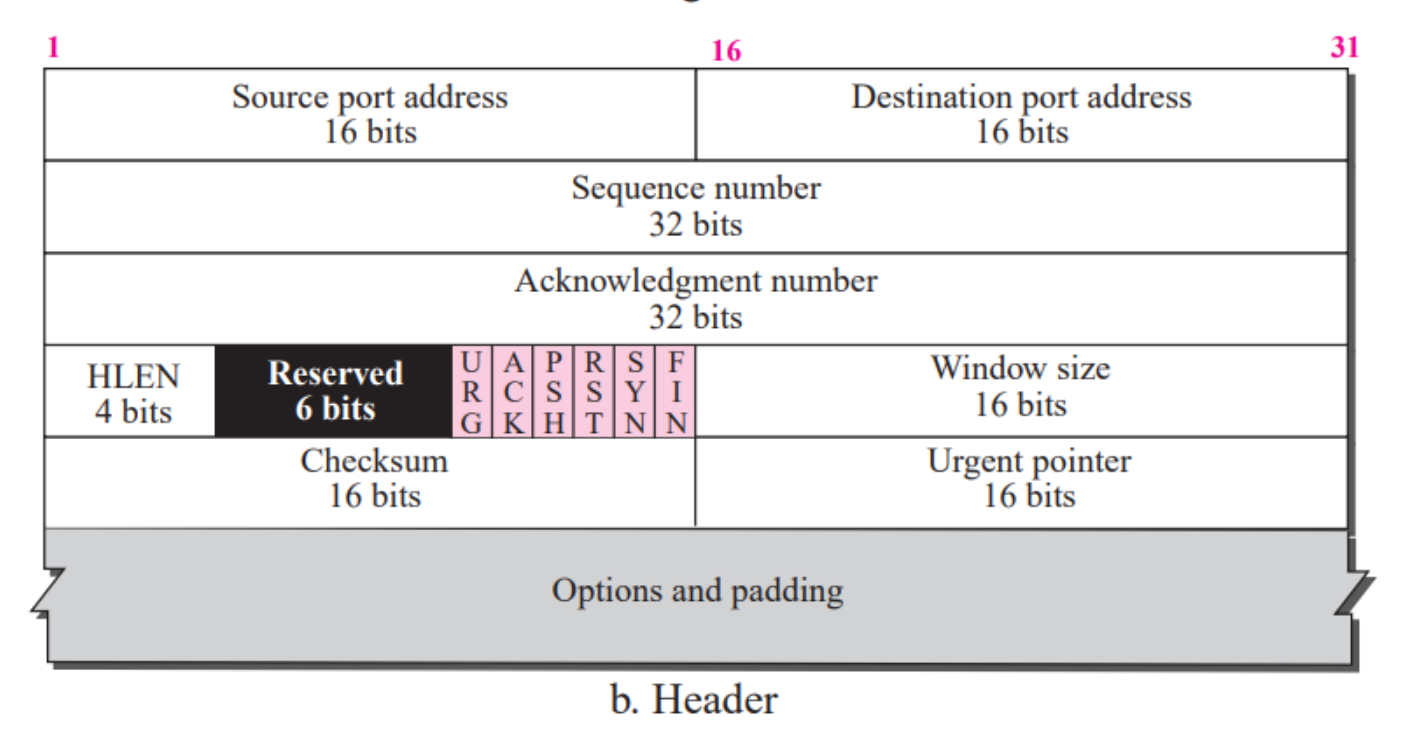 1 16 31
Source port address
16 bits
Destination port address
16 bits
Sequence number
32 bits
Acknowledgment number
32 bits
HLEN
4 bits
Reserved
6 bits
URG
ACK
PSH
RST
SYN
FIN
Window size
16 bits
Checksum
16 bits
Urgent pointer
16 bits
Options and padding
b. Header